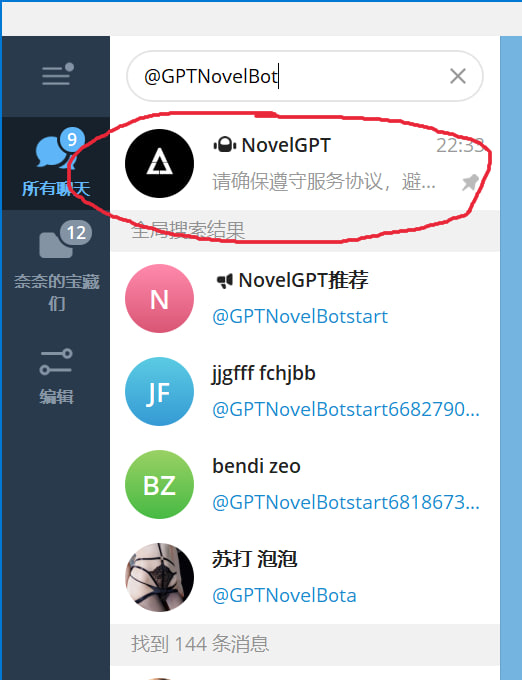 @GPTNovelBot
9
所有聊天
12
奈奈的宝藏
们
编辑
NovelGPT
22:33
请确保遵守服务协议，避...
全局搜索结果
N
NovelGPT推荐
@GPTNovelBotstart
JF
jjgfff fchjbb
@GPTNovelBotstart6682790...
BZ
bendi zeo
@GPTNovelBotstart6818673...
苏打 泡泡
@GPTNovelBota
找到 144 条消息